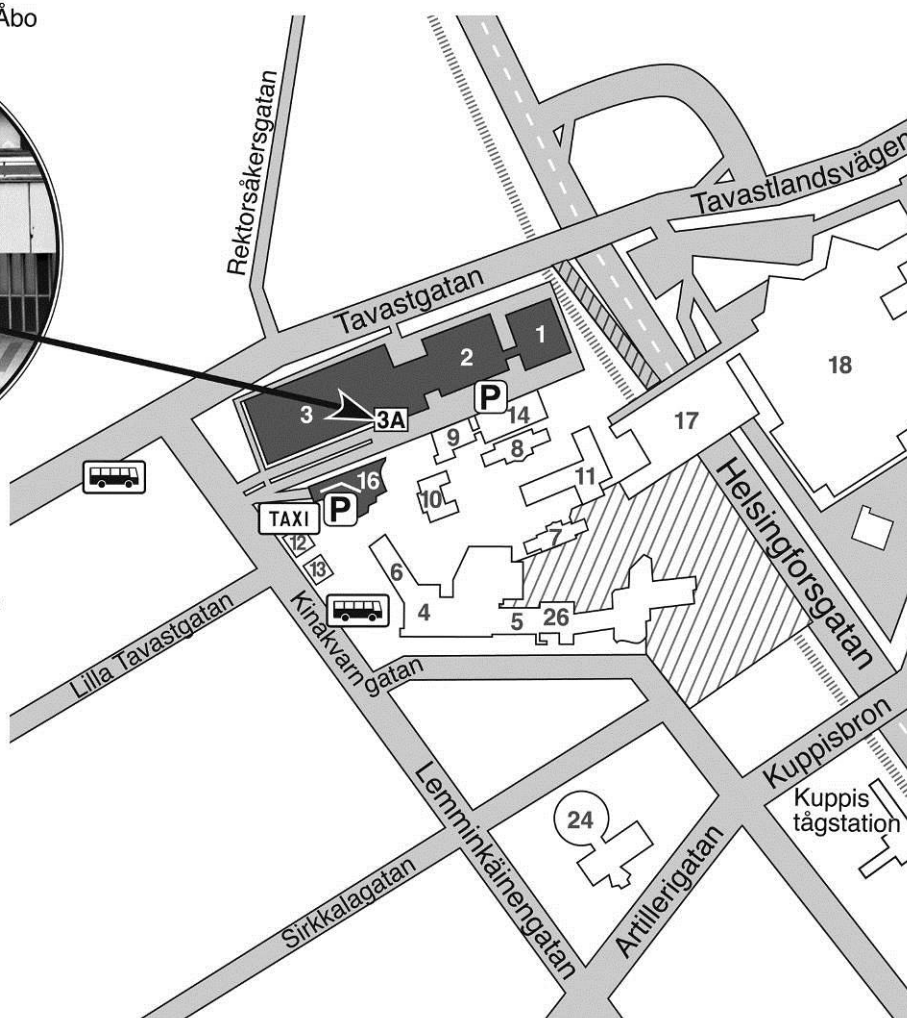 Åbo
Rektorsåkersgatan
Tavastlandsvägen
Tavastgatan
1
2
18
3
3A
P
14
17
9
8
16
11
10
P
TAXI
Helsingforsgatan
12
7
13
6
4
5
26
Kinakvarngatan
Lilla Tavastgatan
Kuppisbron
Lemminkäinengatan
Kuppis
tågstation
24
Artillerigatan
Sirkkalagatan